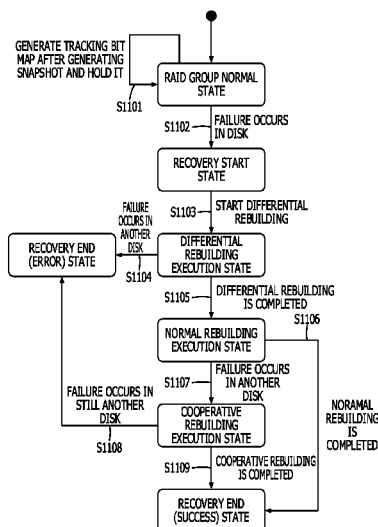 GENERATE TRACKING BIT
MAP AFTER GENERATING
SNAPSHOT AND HOLD IT
S1101
RAID GROUP NORMAL
STATE
S1102
FAILURE OCCURS
IN DISK
RECOVERY START
STATE
S1103
START DIFFERENTIAL
REBUILDING
FAILURE
OCCURS IN
ANOTHER
DISK
S1104
RECOVERY END
(ERROR) STATE
DIFFERENTIAL
REBUILDING
EXECUTION STATE
S1105
DIFFERENTIAL REBUILDING
IS COMPLETED
S1106
NORMAL REBUILDING
EXECUTION STATE
S1107
FAILURE OCCURS
IN ANOTHER
DISK
FAILURE OCCURS IN
STILL ANOTHER
DISK
S1108
COOPERATIVE
REBUILDING
EXECUTION STATE
NORAMAL
REBUILDING
IS
COMPLETED
S1109
COOPERATIVE REBUILDING
IS COMPLETED
RECOVERY END
(SUCCESS) STATE